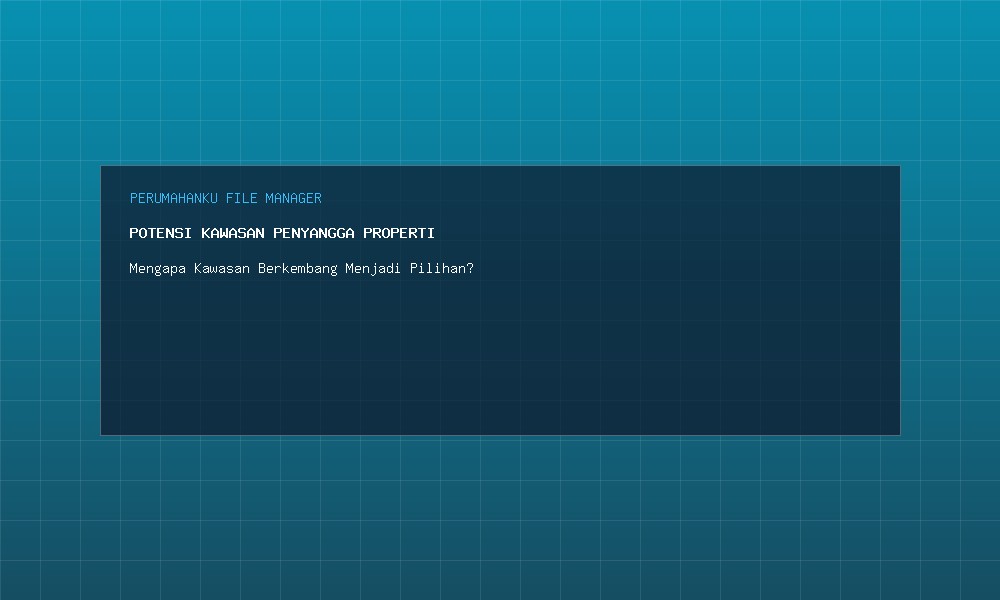 PERUMAHANKU FILE MANAGER
POTENSI KAWASAN PENYANGGA PROPERTI
Mengapa Kawasan Berkembang Menjadi Pilihan?